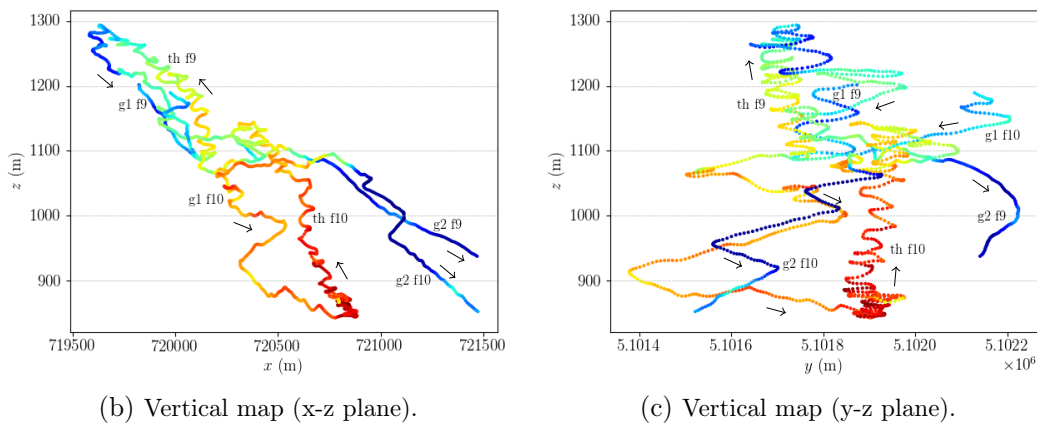 1300
1200
1100
1000
900
z (m)
th f9
g1 f9
g1 f10
th f10
g2 f9
g2 f10
719500
720000
720500
721000
721500
x (m)
(b) Vertical map (x-z plane).
1300
1200
1100
1000
900
z (m)
th f9
g1 f9
g1 f10
g2 f9
th f10
g2 f10
5.1014
5.1016
5.1018
5.1020
5.1022
×10⁶
y (m)
(c) Vertical map (y-z plane).